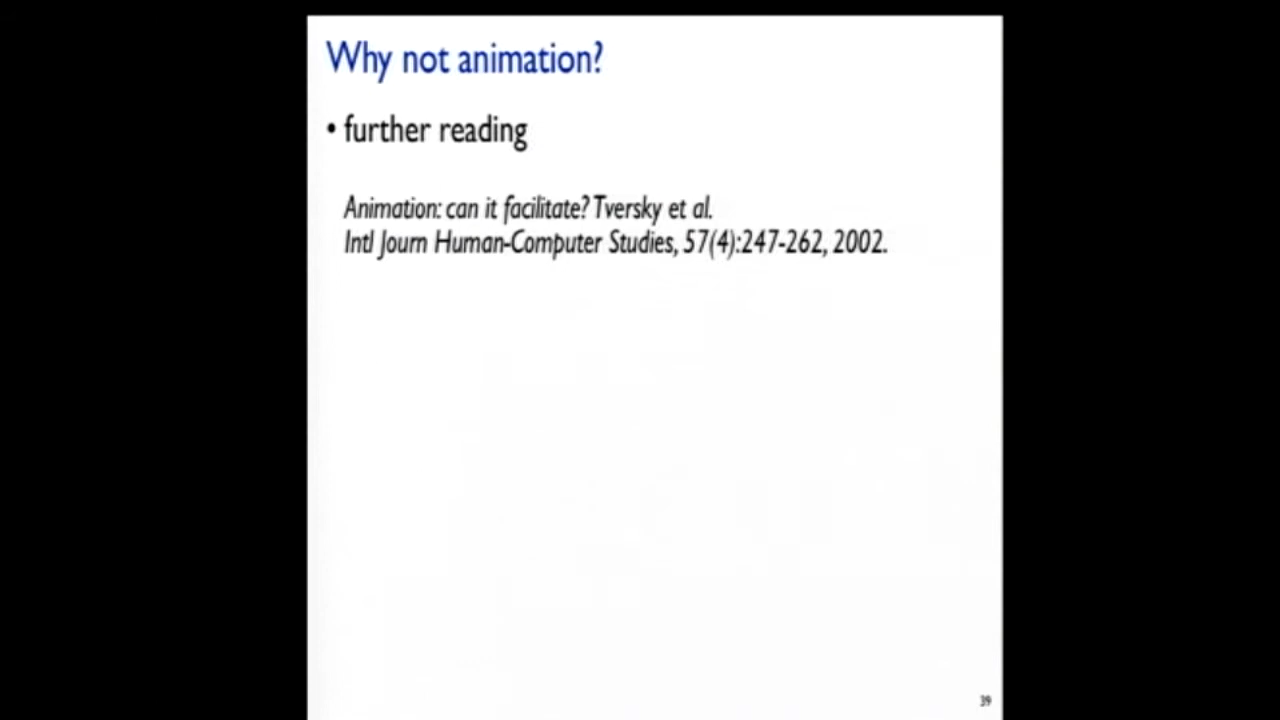 Why not animation?
• further reading
Animation: can it facilitate? Tversky et al.
Intl Journ Human-Computer Studies, 57(4):247-262, 2002.
39